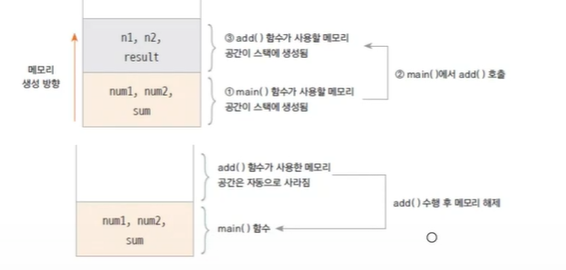 n1, n2,
result
③ add( ) 함수가 사용할 메모리
공간이 스택에 생성됨
메모리
생성 방향
② main( )에서 add( ) 호출
num1, num2,
sum
① main( ) 함수가 사용할 메모리
공간이 스택에 생성됨
add( ) 함수가 사용한 메모리
공간은 자동으로 사라짐
add( ) 수행 후 메모리 해제
num1, num2,
sum
main( ) 함수